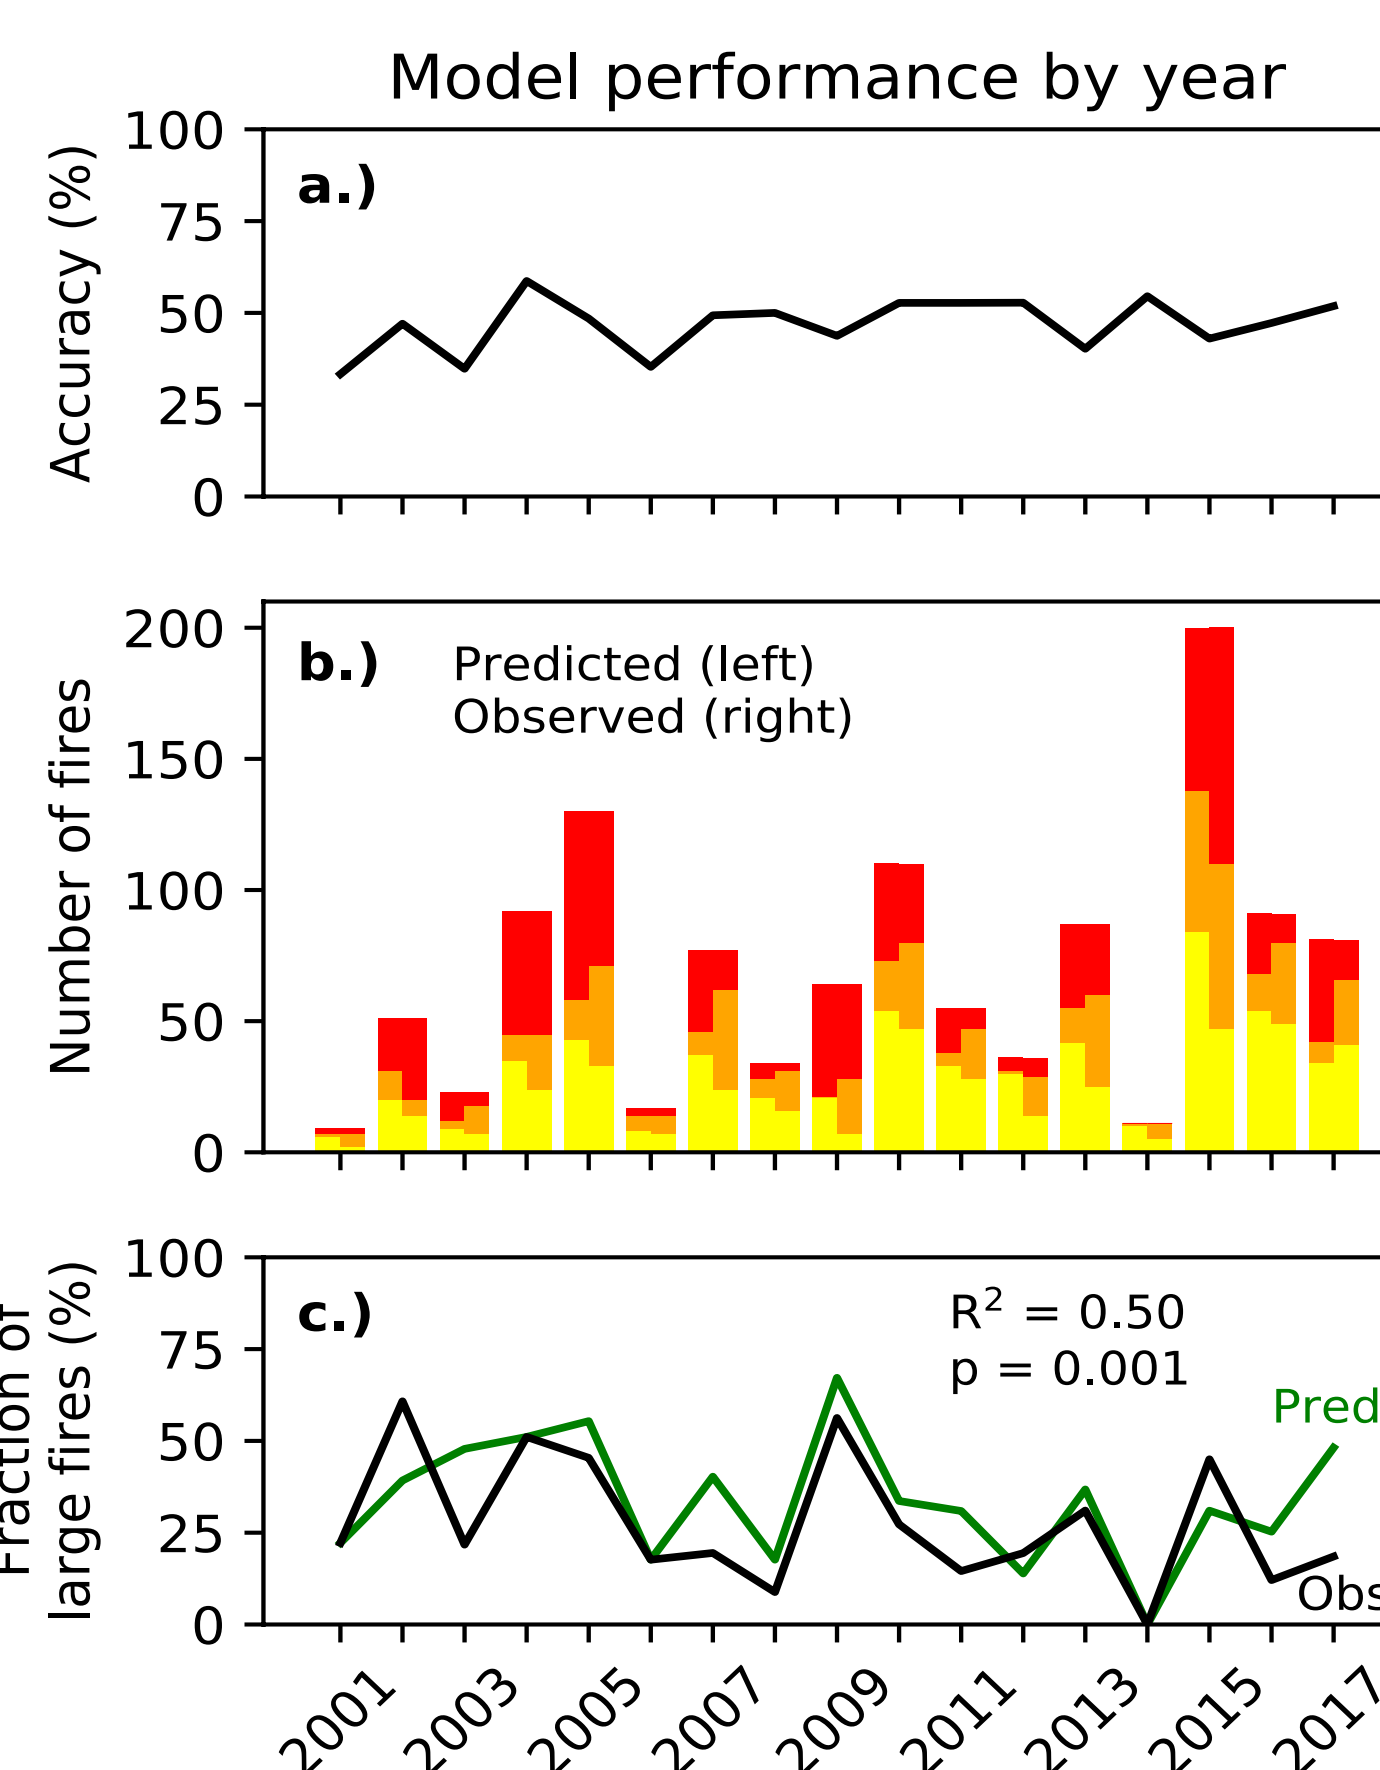 Model performance by year
Accuracy (%)
100
75
50
25
0
a.)
Number of fires
200
150
100
50
0
b.)
Predicted (left)
Observed (right)
Fraction of
large fires (%)
100
75
50
25
0
c.)
R² = 0.50
p = 0.001
Pred
Obs
2001 2003 2005 2007 2009 2011 2013 2015 2017